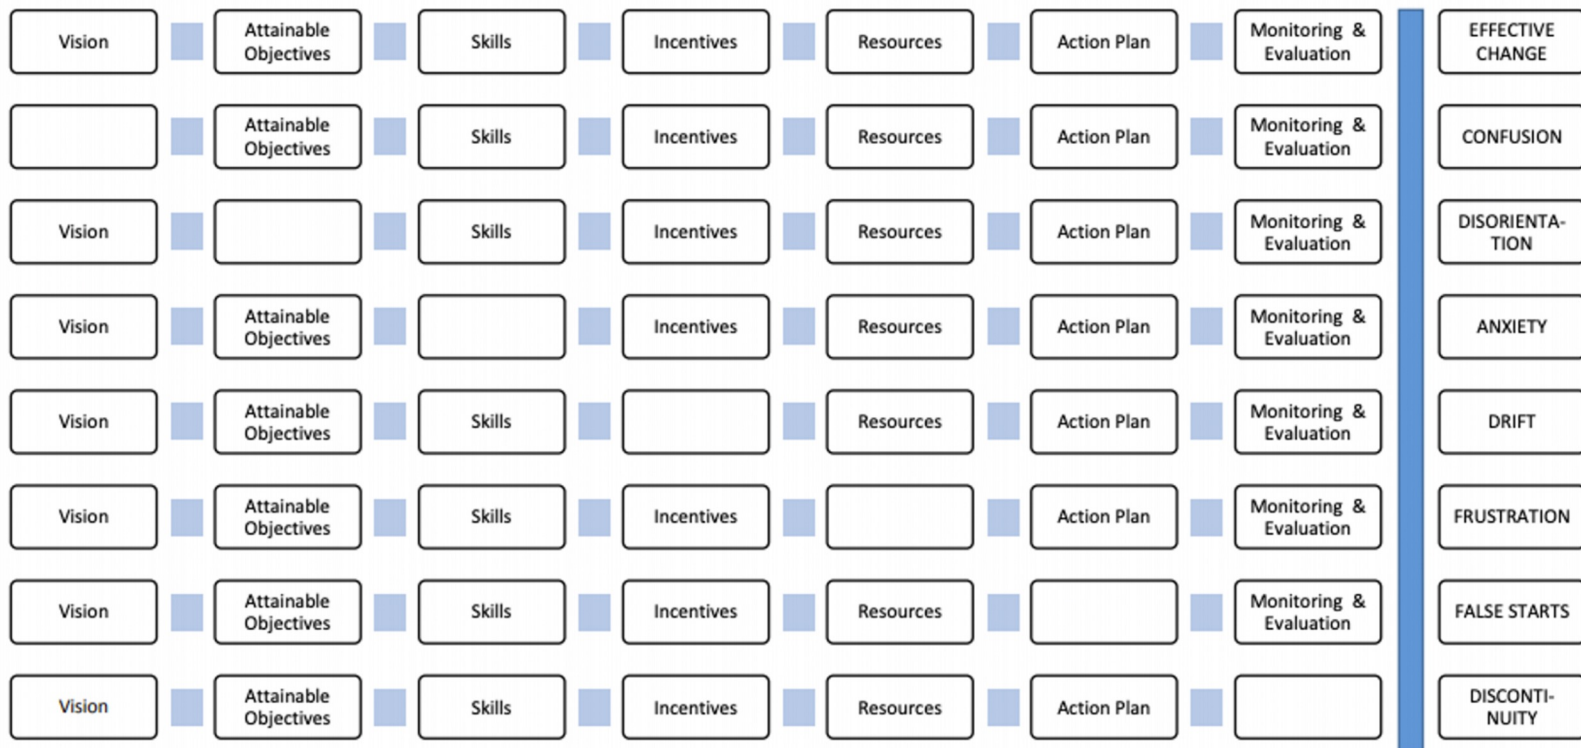 Vision Attainable Objectives Skills Incentives Resources Action Plan Monitoring & Evaluation EFFECTIVE CHANGE
Attainable Objectives Skills Incentives Resources Action Plan Monitoring & Evaluation CONFUSION
Vision Skills Incentives Resources Action Plan Monitoring & Evaluation DISORIENTA-TION
Vision Attainable Objectives Incentives Resources Action Plan Monitoring & Evaluation ANXIETY
Vision Attainable Objectives Skills Resources Action Plan Monitoring & Evaluation DRIFT
Vision Attainable Objectives Skills Incentives Action Plan Monitoring & Evaluation FRUSTRATION
Vision Attainable Objectives Skills Incentives Resources Monitoring & Evaluation FALSE STARTS
Vision Attainable Objectives Skills Incentives Resources Action Plan DISCONTI-NUITY